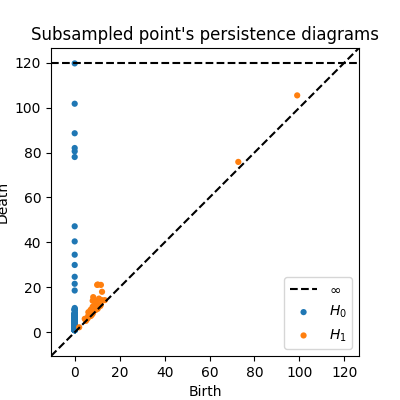 Subsampled point's persistence diagrams
120
100
80
60
40
20
0
Death
0 20 40 60 80 100 120
Birth
∞
H₀
H₁